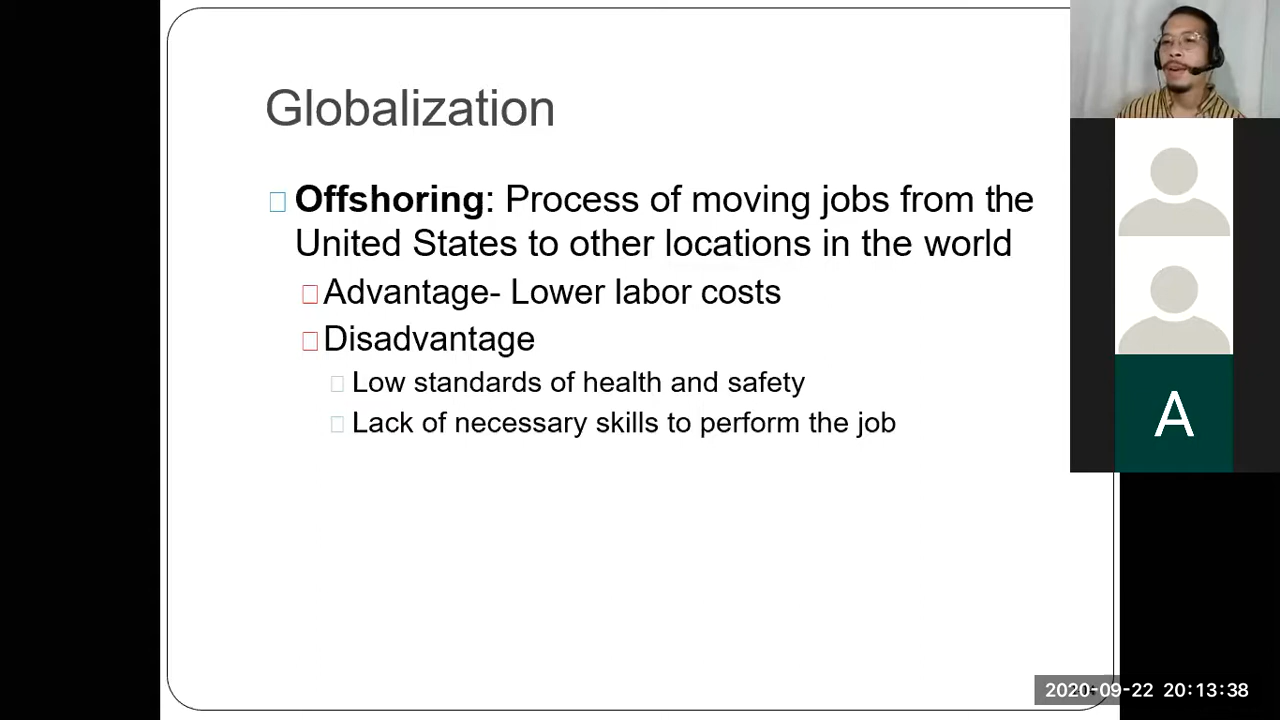 Globalization
Offshoring: Process of moving jobs from the
United States to other locations in the world
Advantage- Lower labor costs
Disadvantage
Low standards of health and safety
Lack of necessary skills to perform the job
A
2020-09-22 20:13:38